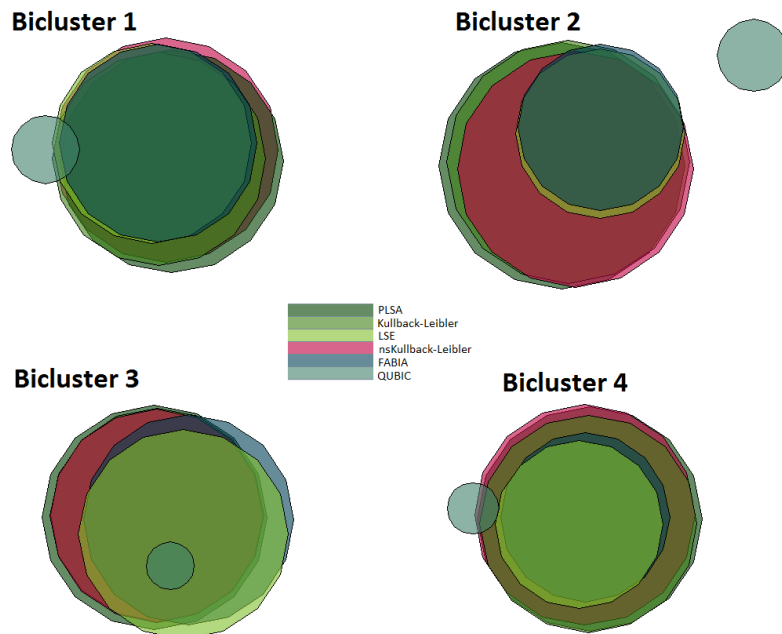 Bicluster 1
Bicluster 2
PLSA
Kullback-Leibler
LSE
nsKullback-Leibler
FABIA
QUBIC
Bicluster 3
Bicluster 4